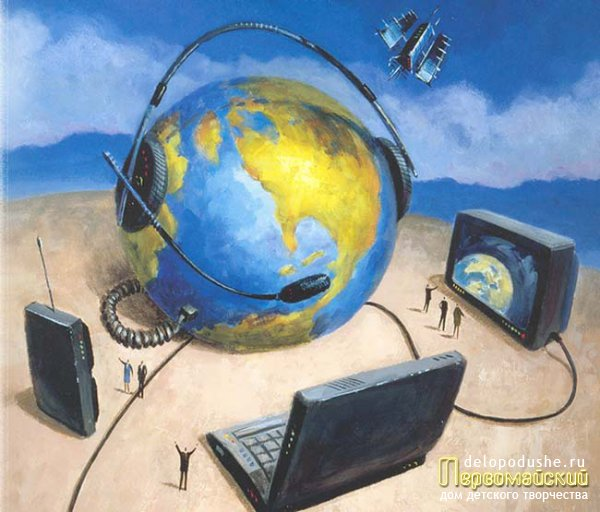 delopodushe.ru
Первомайский
дом детского творчества